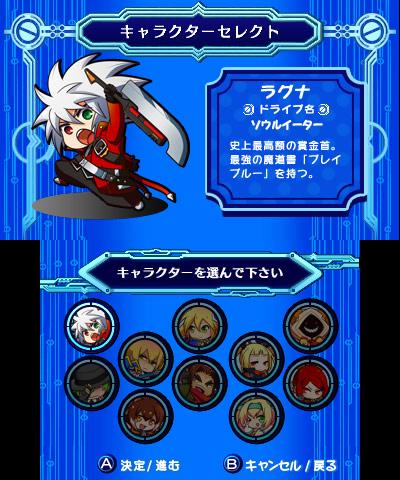 キャラクターセレクト
ラグナ
ドライブ名
ソウルイーター
史上最高額の賞金首。
最強の魔道書「ブレイ
ブルー」を持つ。
キャラクターを選んで下さい
A 決定/進む
B キャンセル/戻る